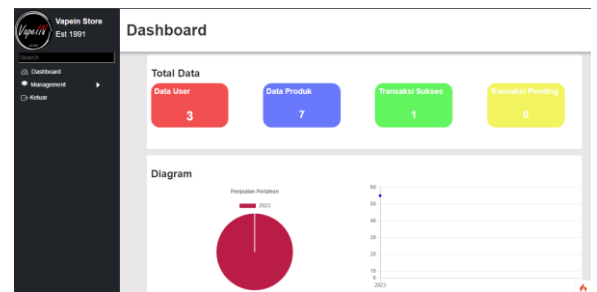 VapeIN
Vapein Store
Est 1991
Search
Dashboard
Management
Keluar
Dashboard
Total Data
Data User
3
Data Produk
7
Transaksi Sukses
1
Transaksi Pending
0
Diagram
Penjualan Pertahun
2023
60
50
40
30
20
10
2023